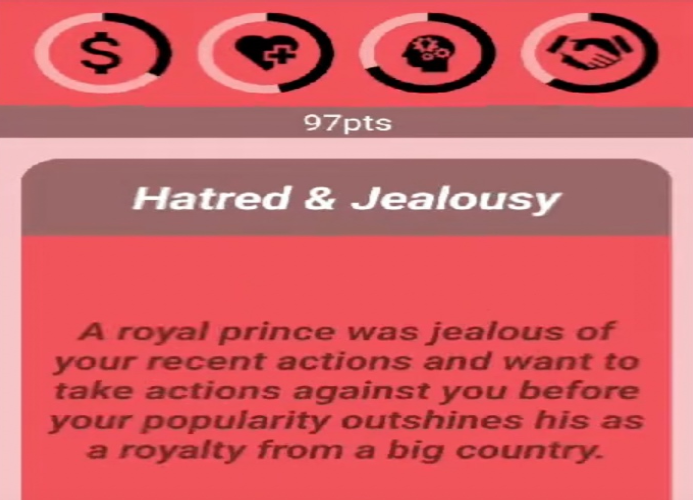 $
97pts
Hatred & Jealousy
A royal prince was jealous of
your recent actions and want to
take actions against you before
your popularity outshines his as
a royalty from a big country.